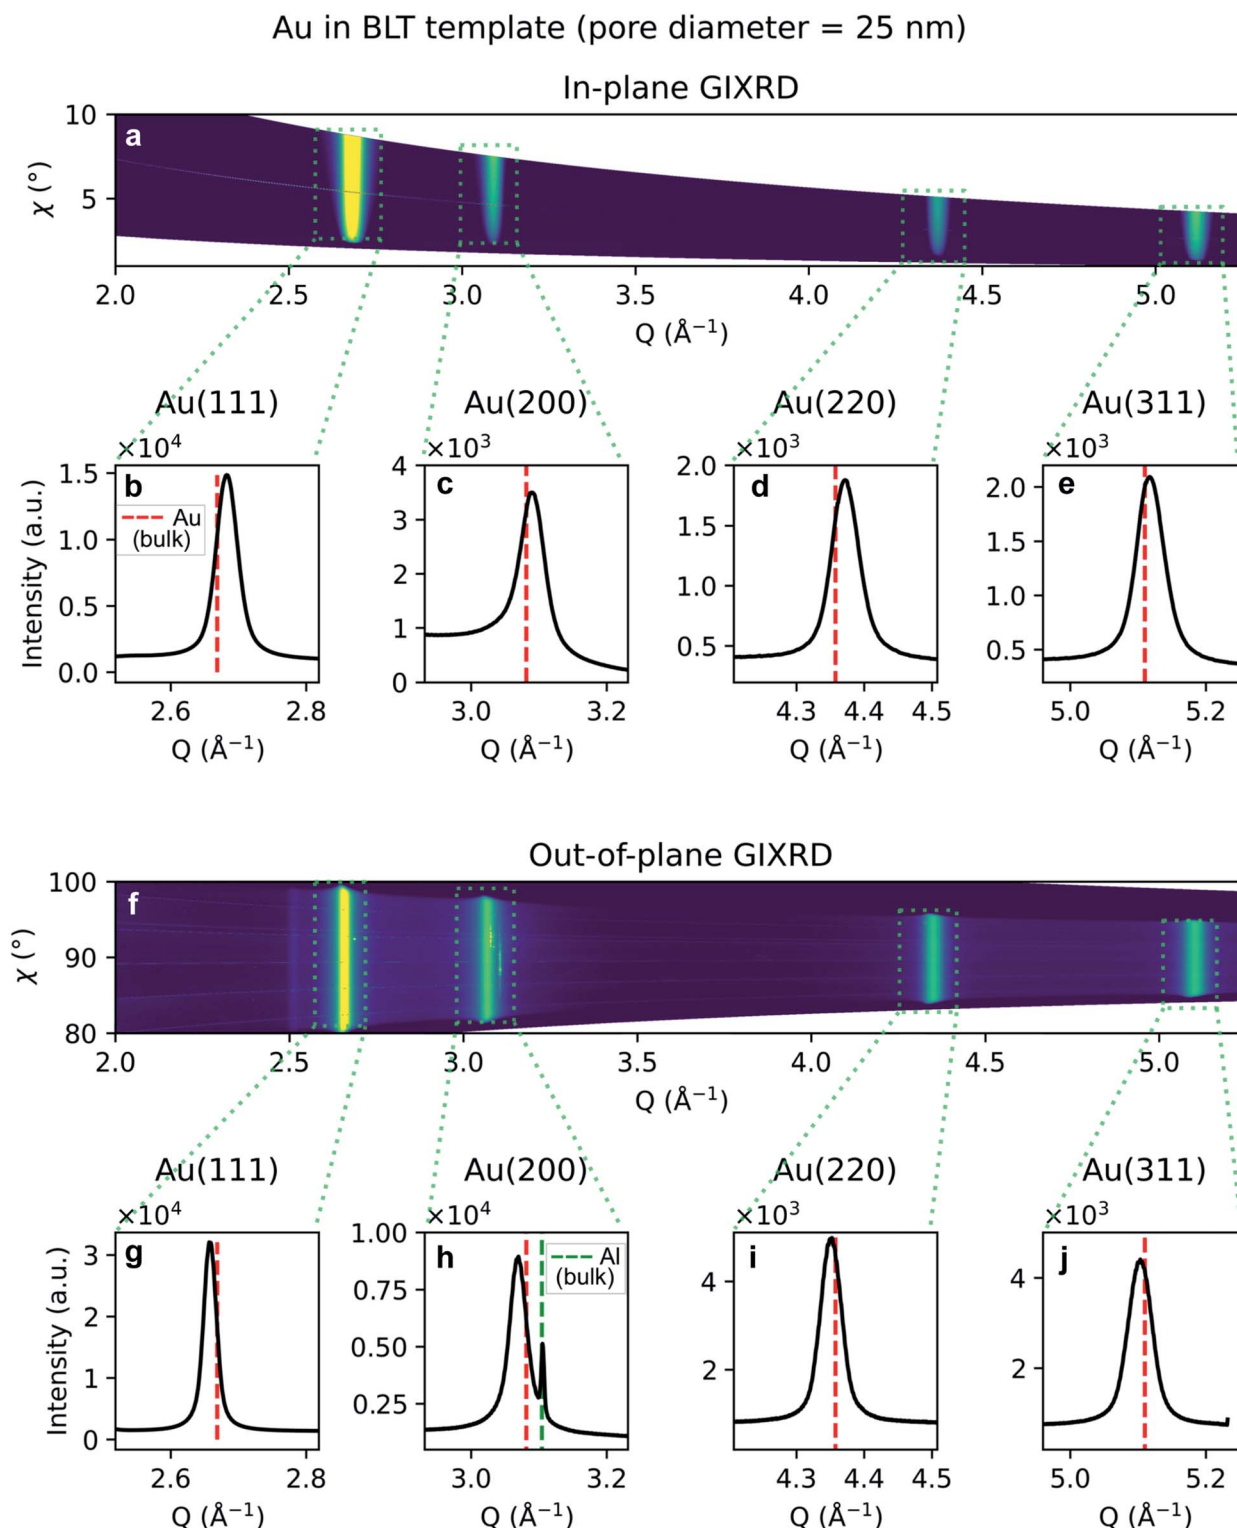 Au in BLT template (pore diameter = 25 nm)
In-plane GIXRD
a
χ (°)
10
5
2.0 2.5 3.0 3.5 4.0 4.5 5.0
Q (Å⁻¹)
Au(111) Au(200) Au(220) Au(311)
×10⁴ ×10³ ×10³ ×10³
Intensity (a.u.)
b
Au
(bulk)
1.5
1.0
0.5
0.0
2.6 2.8
Q (Å⁻¹)
c
4
3
2
1
0
3.0 3.2
Q (Å⁻¹)
d
2.0
1.5
1.0
0.5
4.3 4.4 4.5
Q (Å⁻¹)
e
2.0
1.5
1.0
0.5
5.0 5.2
Q (Å⁻¹)
Out-of-plane GIXRD
f
χ (°)
100
90
80
2.0 2.5 3.0 3.5 4.0 4.5 5.0
Q (Å⁻¹)
Au(111) Au(200) Au(220) Au(311)
×10⁴ ×10⁴ ×10³ ×10³
Intensity (a.u.)
g
3
2
1
0
2.6 2.8
Q (Å⁻¹)
h
Al
(bulk)
1.00
0.75
0.50
0.25
3.0 3.2
Q (Å⁻¹)
i
4
2
4.3 4.4 4.5
Q (Å⁻¹)
j
4
2
5.0 5.2
Q (Å⁻¹)